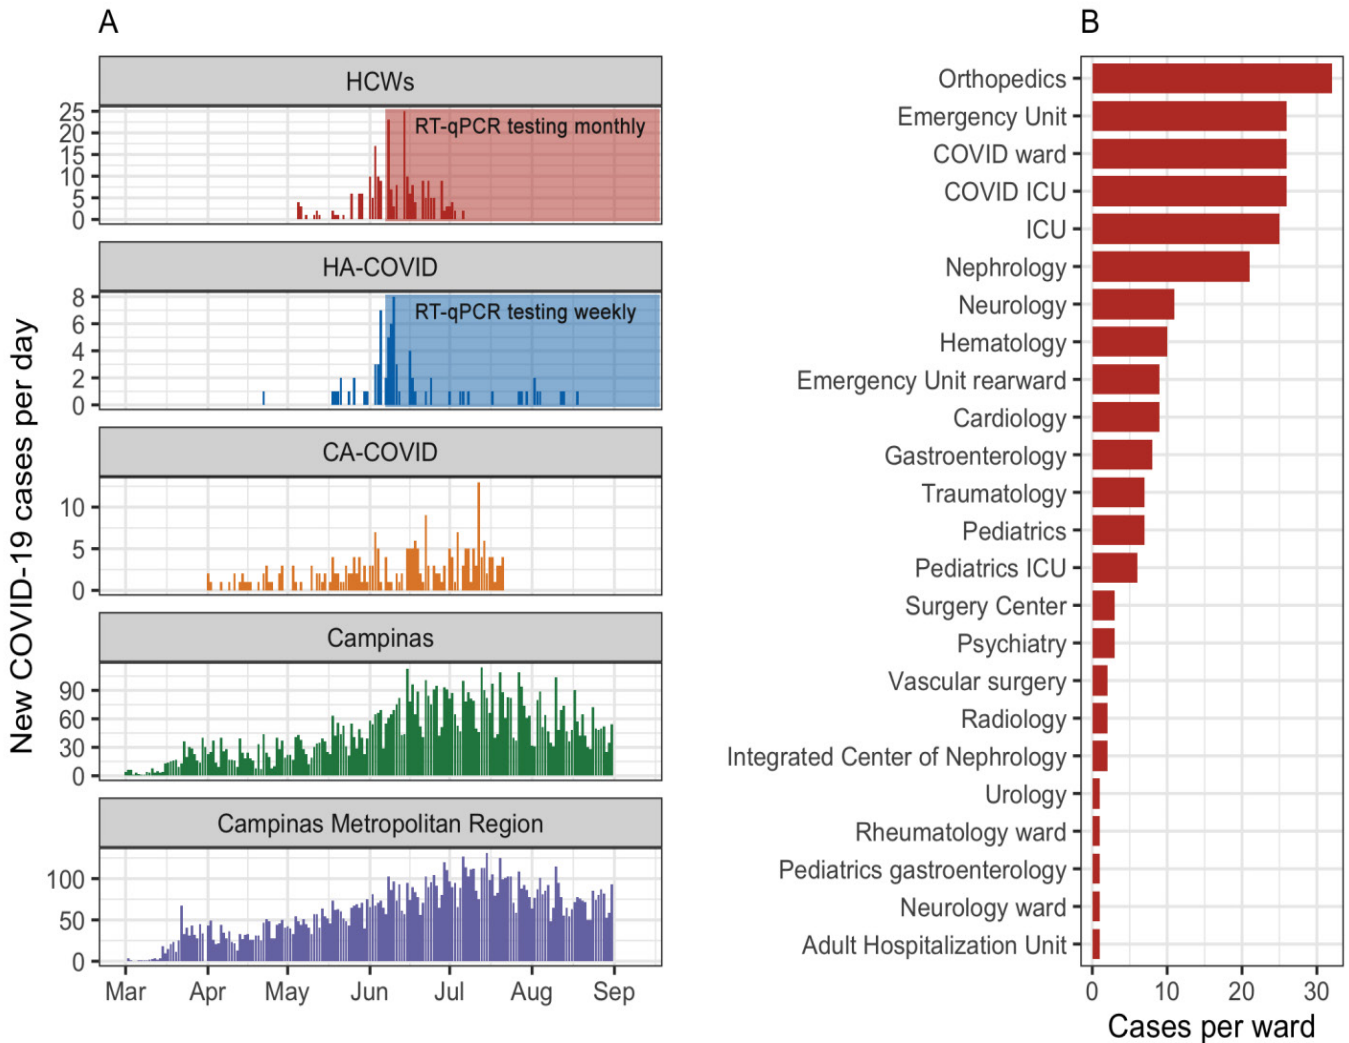 A
New COVID-19 cases per day
HCWs
25
20
15
10
5
0
RT-qPCR testing monthly
HA-COVID
8
6
4
2
0
RT-qPCR testing weekly
CA-COVID
10
5
0
Campinas
90
60
30
0
Campinas Metropolitan Region
100
50
0
Mar Apr May Jun Jul Aug Sep
B
Orthopedics
Emergency Unit
COVID ward
COVID ICU
ICU
Nephrology
Neurology
Hematology
Emergency Unit rearward
Cardiology
Gastroenterology
Traumatology
Pediatrics
Pediatrics ICU
Surgery Center
Psychiatry
Vascular surgery
Radiology
Integrated Center of Nephrology
Urology
Rheumatology ward
Pediatrics gastroenterology
Neurology ward
Adult Hospitalization Unit
0 10 20 30
Cases per ward